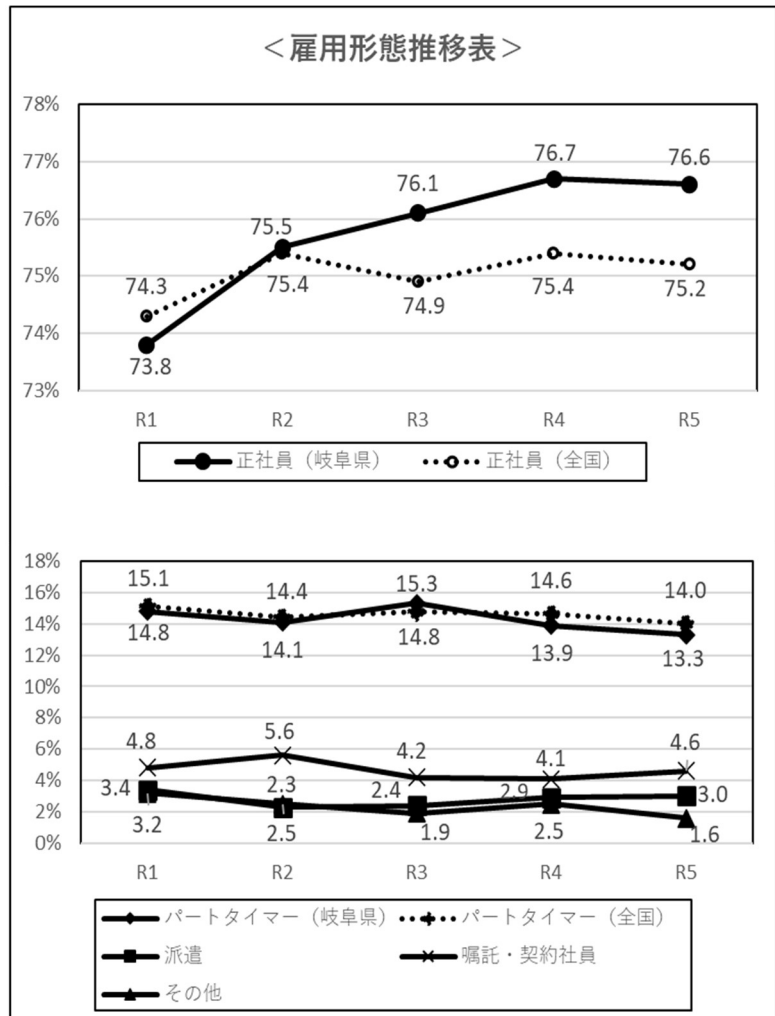 ＜雇用形態推移表＞
78%
77%
76%
75%
74%
73%
74.3
73.8
75.5
75.4
76.1
74.9
76.7
75.4
76.6
75.2
R1 R2 R3 R4 R5
正社員（岐阜県） 正社員（全国）
18%
16%
14%
12%
10%
8%
6%
4%
2%
0%
15.1 14.4 15.3 14.6 14.0
14.8 14.1 14.8 13.9 13.3
4.8 5.6 4.2 4.1 4.6
3.4 2.3 2.4 2.9 3.0
3.2 2.5 1.9 2.5 1.6
R1 R2 R3 R4 R5
パートタイマー（岐阜県） パートタイマー（全国）
派遣 嘱託・契約社員
その他